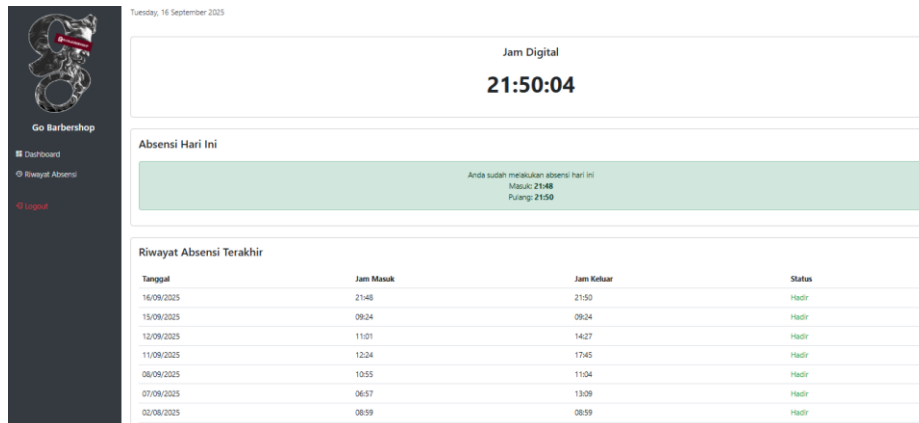 Tuesday, 16 September 2025
Go Barbershop
Dashboard
Riwayat Absensi
Logout
Jam Digital
21:50:04
Absensi Hari Ini
Anda sudah melakukan absensi hari ini
Masuk: 21:48
Pulang: 21:50
Riwayat Absensi Terakhir
Tanggal Jam Masuk Jam Keluar Status
16/09/2025 21:48 21:50 Hadir
15/09/2025 09:24 09:24 Hadir
12/09/2025 11:01 14:27 Hadir
11/09/2025 12:24 17:45 Hadir
08/09/2025 10:55 11:04 Hadir
07/09/2025 06:57 13:09 Hadir
02/08/2025 08:59 08:59 Hadir